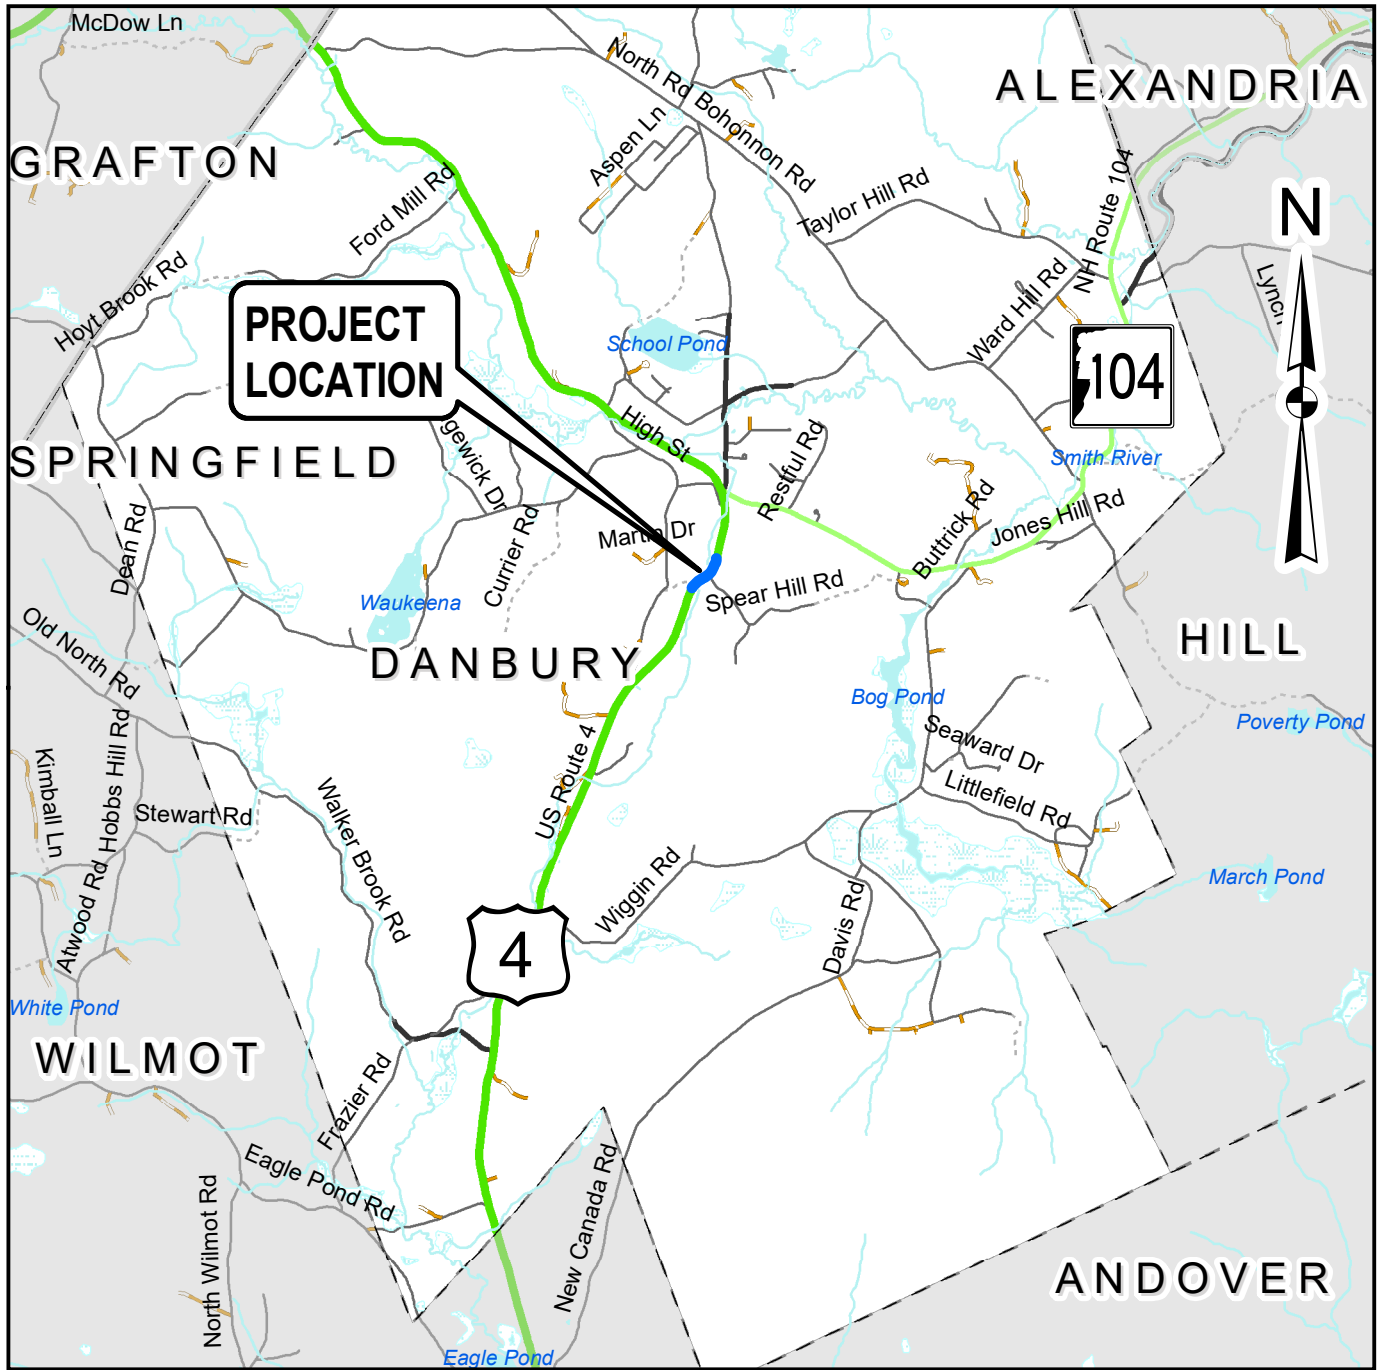 McDow Ln
North Rd
ALEXANDRIA
Bohonnon Rd
Aspen Ln
GRAFTON
Ford Mill Rd
Taylor Hill Rd
NH Route 104
N
Hoyt Brook Rd
Lynch
Ward Hill Rd
PROJECT
LOCATION
School Pond
104
High St
gewick Dr
SPRINGFIELD
Smith River
Restful Rd
Buttrick Rd
Jones Hill Rd
Dean Rd
Currier Rd
Martin Dr
Waukeena
Spear Hill Rd
Old North Rd
DANBURY
HILL
Bog Pond
Poverty Pond
Seaward Dr
Kimball Ln
Hobbs Hill Rd
US Route 4
Stewart Rd
Littlefield Rd
Walker Brook Rd
Atwood Rd
Wiggin Rd
March Pond
Davis Rd
4
White Pond
WILMOT
Frazier Rd
Eagle Pond Rd
North Wilmot Rd
New Canada Rd
ANDOVER
Eagle Pond